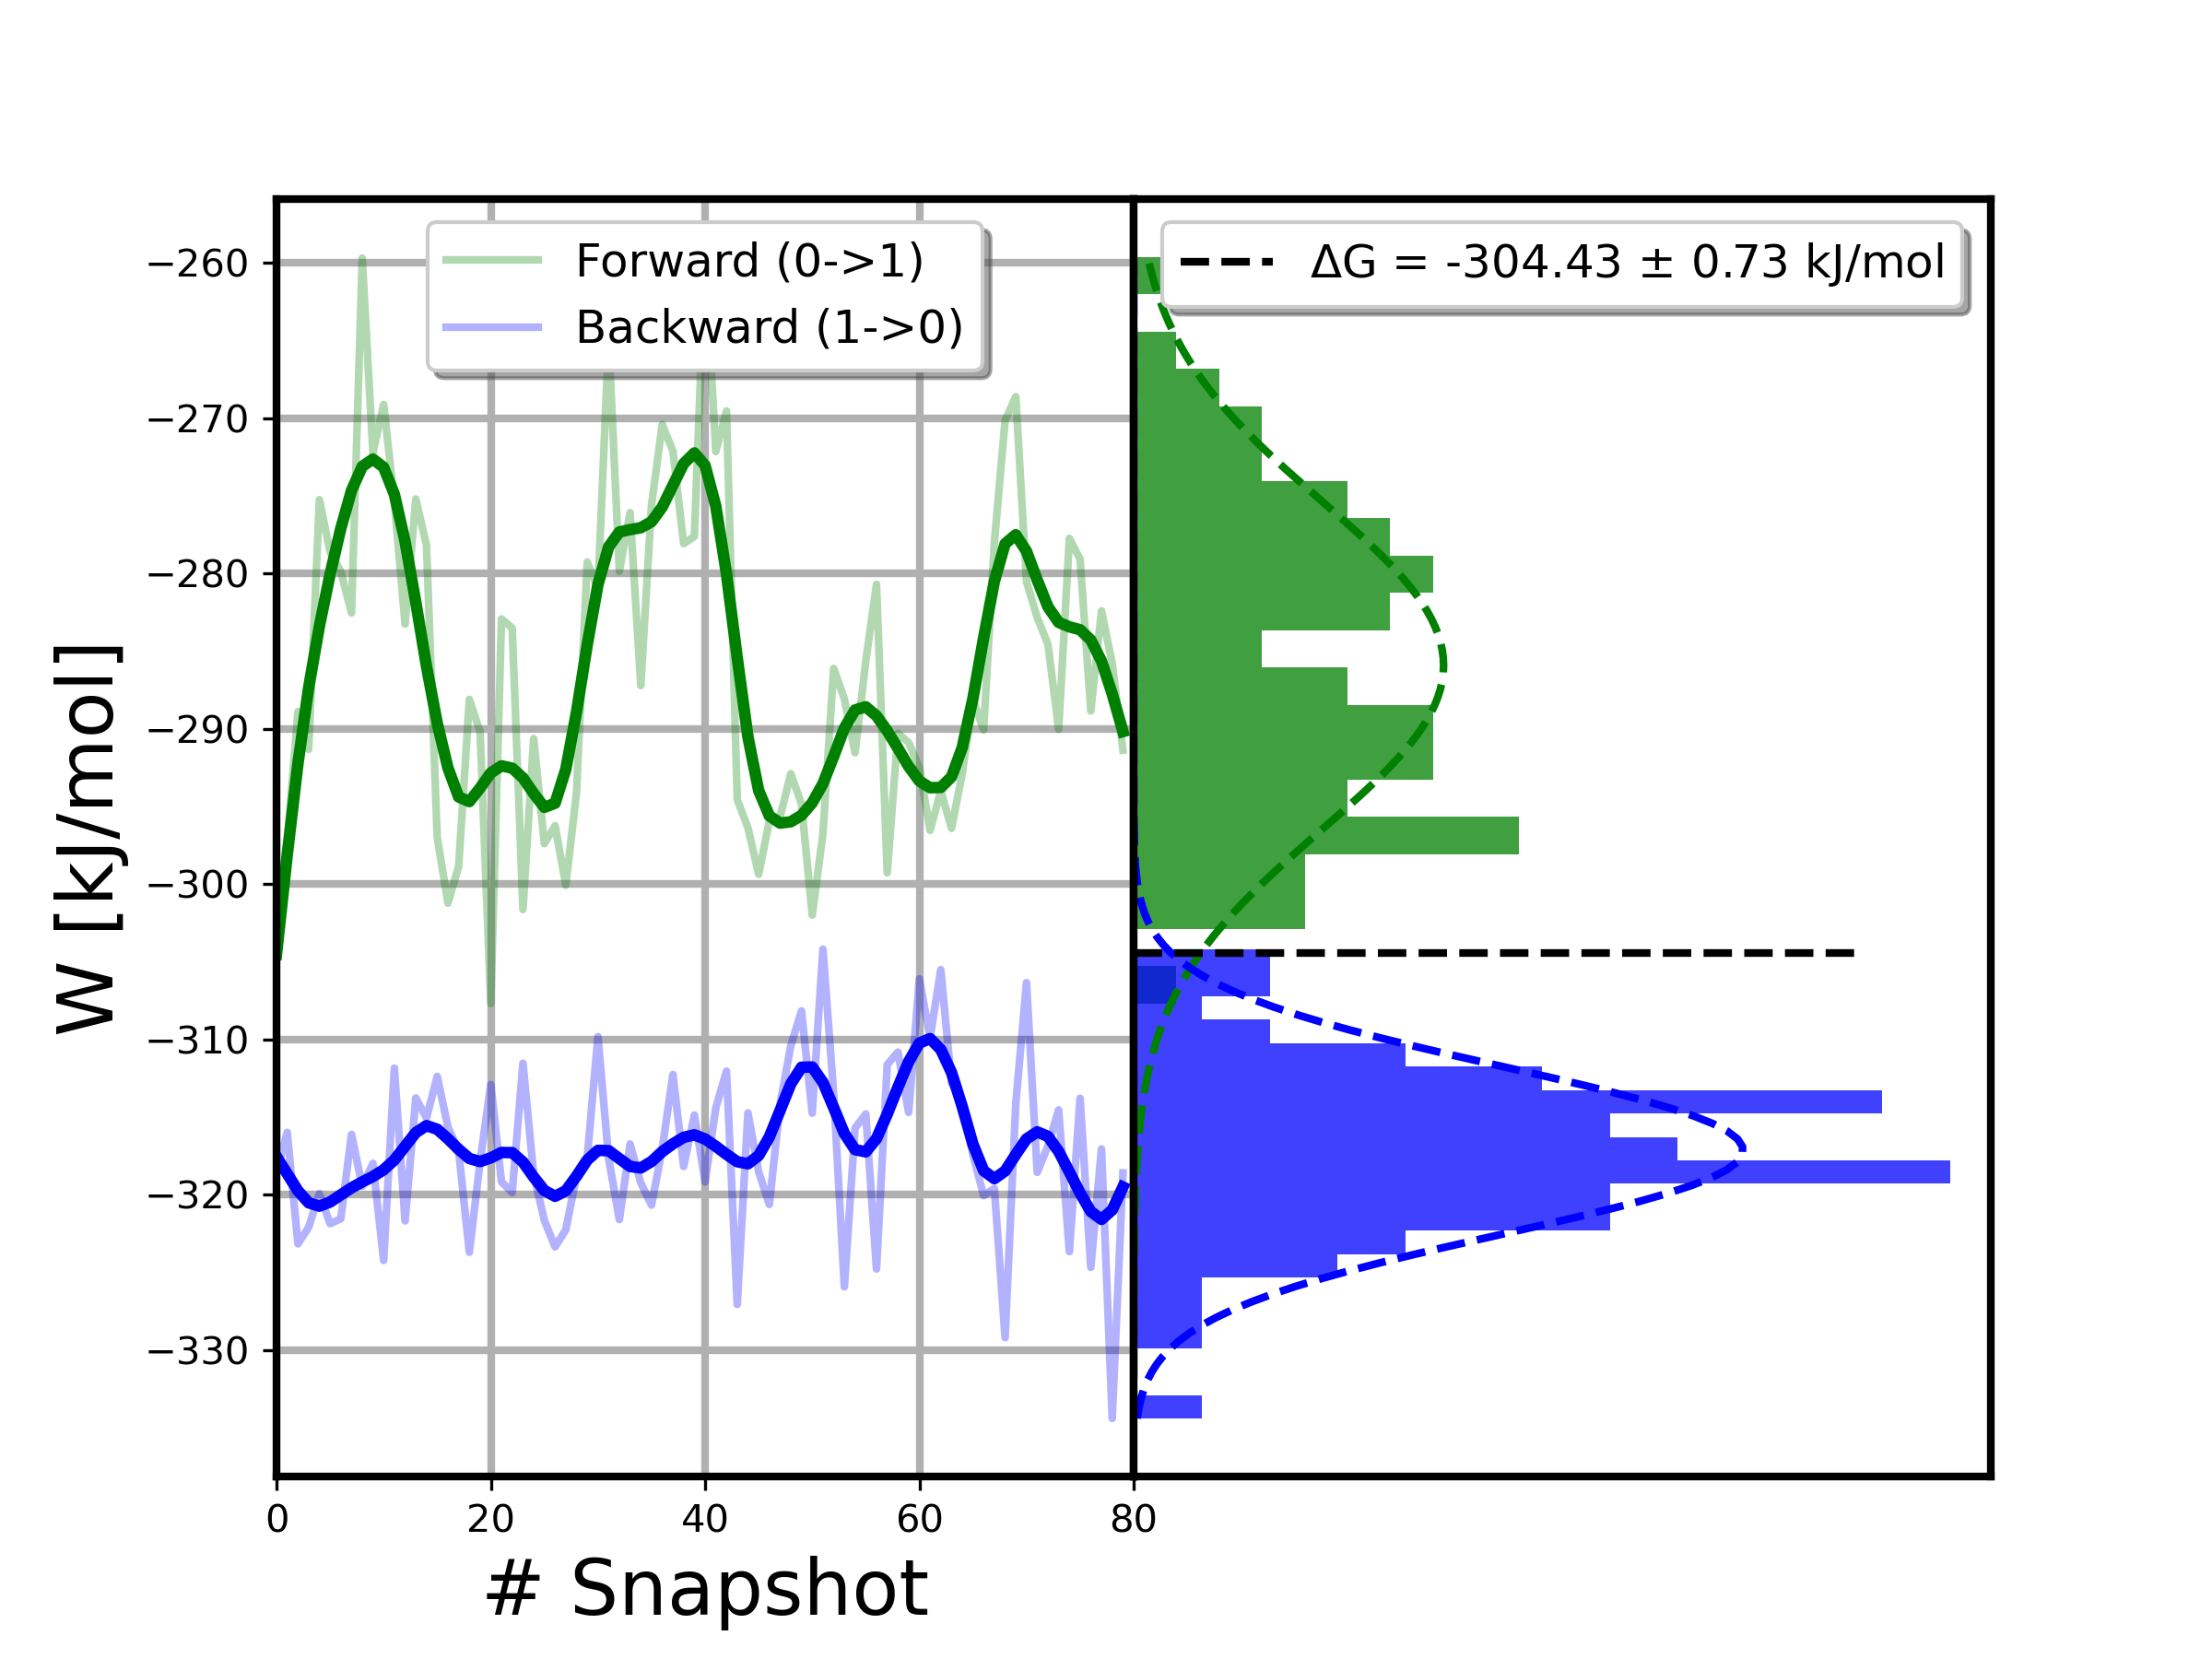 Forward (0->1)
Backward (1->0)
ΔG = -304.43 ± 0.73 kJ/mol
W [kJ/mol]
−260
−270
−280
−290
−300
−310
−320
−330
0 20 40 60 80
# Snapshot